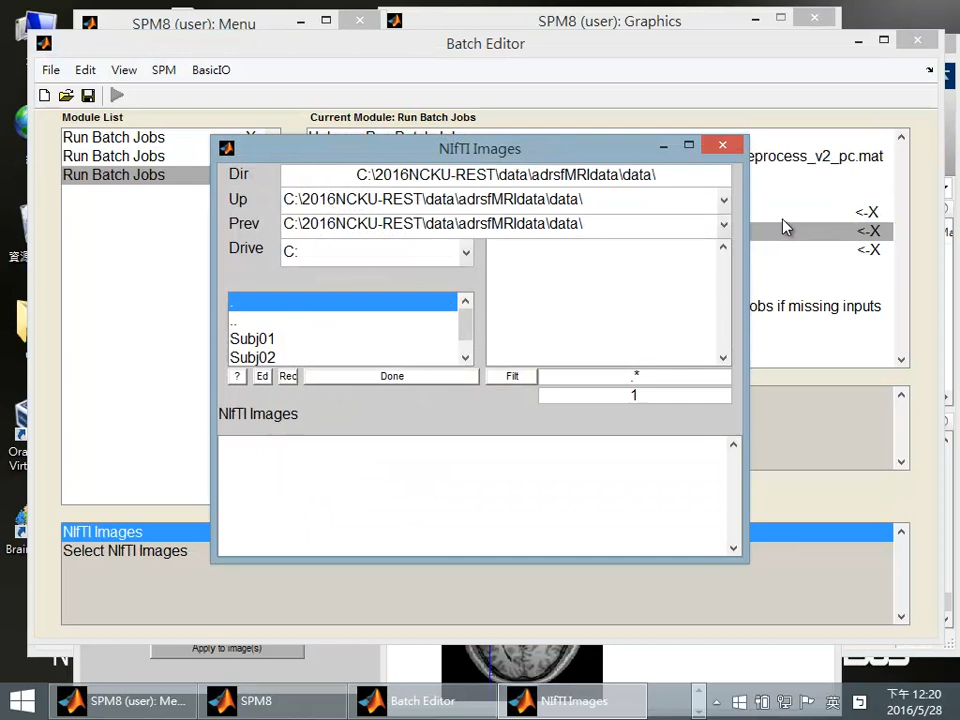 SPM8 (user): Menu
SPM8 (user): Graphics
Batch Editor
File Edit View SPM BasicIO
Module List
Current Module: Run Batch Jobs
Run Batch Jobs
Run Batch Jobs
Run Batch Jobs
eprocess_v2_pc.mat
<-X
<-X
<-X
obs if missing inputs
NIfTI Images
Dir C:\2016NCKU-REST\data\adrsfMRIdata\data\
Up C:\2016NCKU-REST\data\adrsfMRIdata\data\
Prev C:\2016NCKU-REST\data\adrsfMRIdata\data\
Drive C:
.
..
Subj01
Subj02
? Ed Rec Done Filt .*
1
NIfTI Images
NIfTI Images
Select NIfTI Images
Apply to image(s)
SPM8 (user): Me... SPM8 Batch Editor NIfTI Images
英
下午 12:20
2016/5/28